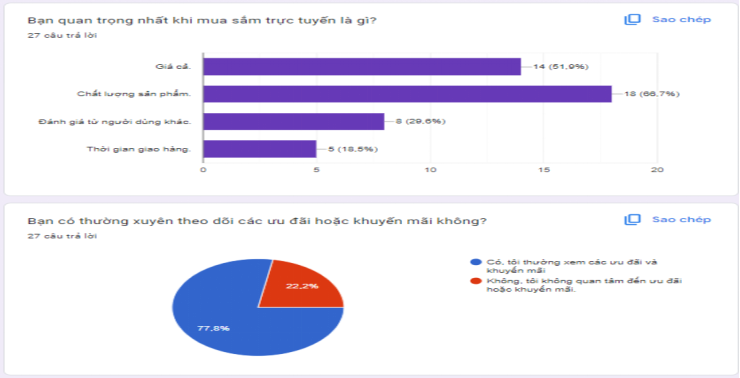 Bạn quan trọng nhất khi mua sắm trực tuyến là gì?
Sao chép
27 câu trả lời
Giá cả.
14 (51,9%)
Chất lượng sản phẩm.
18 (66,7%)
Đánh giá từ người dùng khác.
8 (29,6%)
Thời gian giao hàng.
5 (18,5%)
0
5
10
15
20
Bạn có thường xuyên theo dõi các ưu đãi hoặc khuyến mãi không?
Sao chép
27 câu trả lời
22,2%
77,8%
Có, tôi thường xem các ưu đãi và
khuyến mãi
Không, tôi không quan tâm đến ưu đãi
hoặc khuyến mãi.